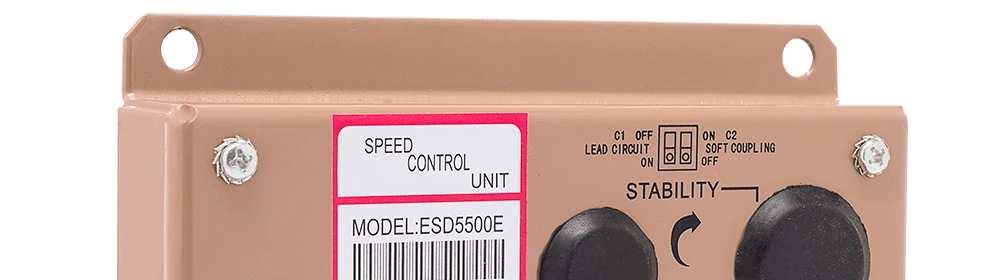 SPEED
CONTROL
UNIT
MODEL:ESD5500E
C1 OFF ON C2
LEAD CIRCUIT SOFT COUPLING
ON OFF
STABILITY